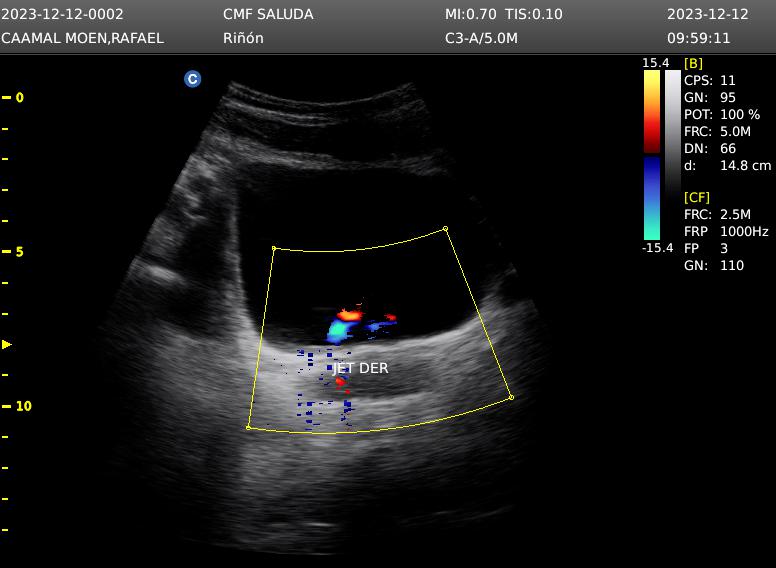 2023-12-12-0002 CMF SALUDA MI:0.70 TIS:0.10 2023-12-12
CAAMAL MOEN,RAFAEL Riñón C3-A/5.0M 09:59:11
C
15.4 [B]
CPS: 11
GN: 95
POT: 100 %
FRC: 5.0M
DN: 66
d: 14.8 cm
[CF]
FRC: 2.5M
FRP 1000Hz
FP 3
-15.4
GN: 110
0
5
JET DER
10